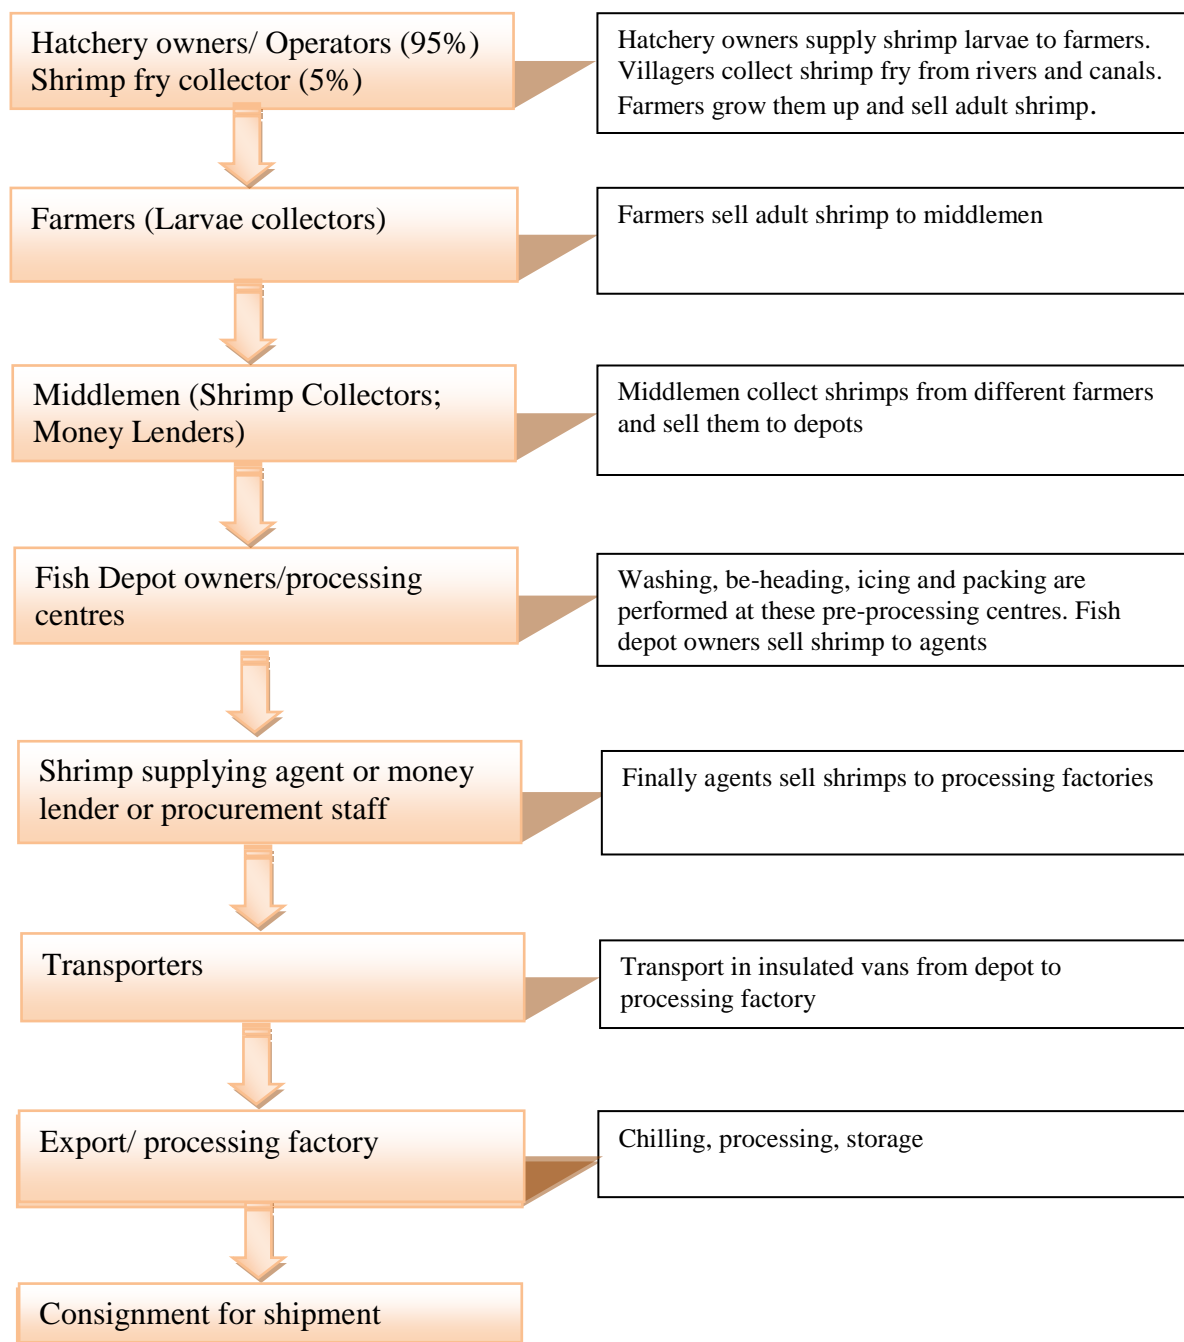 Hatchery owners/ Operators (95%)
Shrimp fry collector (5%)
Hatchery owners supply shrimp larvae to farmers.
Villagers collect shrimp fry from rivers and canals.
Farmers grow them up and sell adult shrimp.
Farmers (Larvae collectors)
Farmers sell adult shrimp to middlemen
Middlemen (Shrimp Collectors;
Money Lenders)
Middlemen collect shrimps from different farmers
and sell them to depots
Fish Depot owners/processing
centres
Washing, be-heading, icing and packing are
performed at these pre-processing centres. Fish
depot owners sell shrimp to agents
Shrimp supplying agent or money
lender or procurement staff
Finally agents sell shrimps to processing factories
Transporters
Transport in insulated vans from depot to
processing factory
Export/ processing factory
Chilling, processing, storage
Consignment for shipment